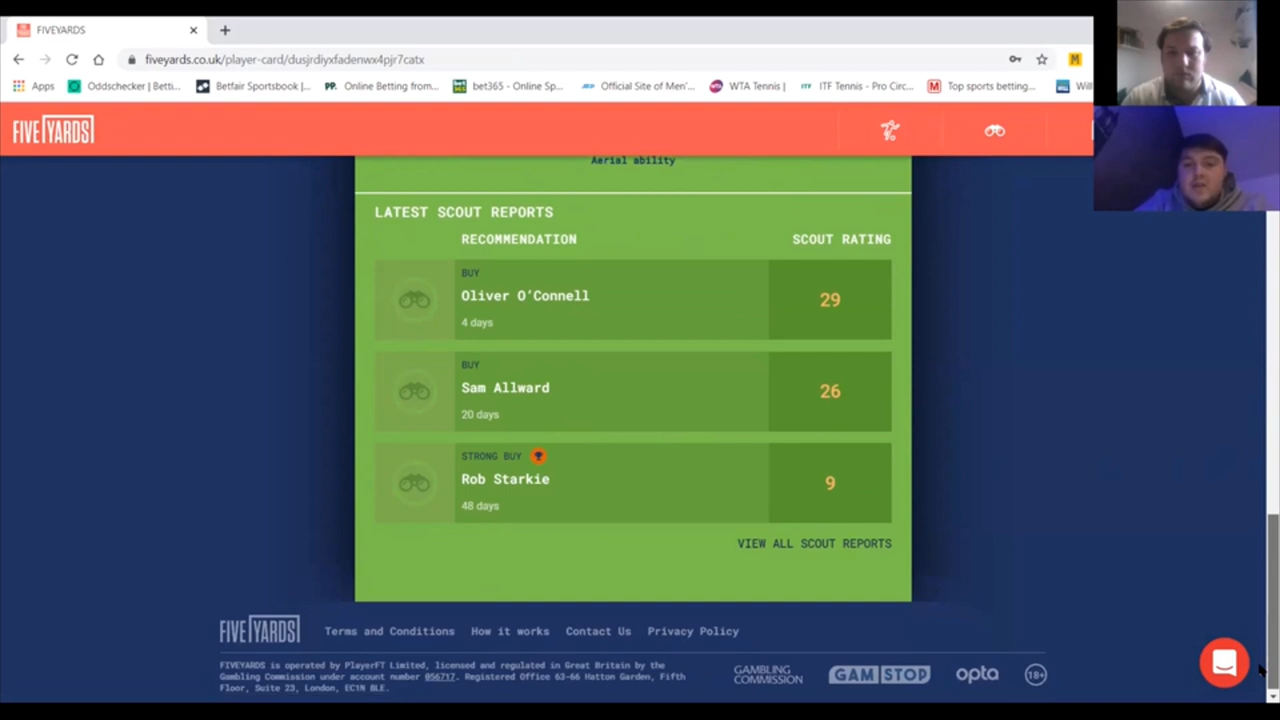 FIVEYARDS
fiveyards.co.uk/player-card/dusjrdiyxfadenwx4pjr7catx
M
Apps
Oddschecker | Betti...
Betfair Sportsbook |...
PP. Online Betting from...
bet365 - Online Sp...
Official Site of Men'...
WTA Tennis |
ITF ITF Tennis - Pro Circ...
M Top sports betting...
Will
FIVEYARDS
Aerial ability
LATEST SCOUT REPORTS
RECOMMENDATION SCOUT RATING
BUY
Oliver O'Connell 29
4 days
BUY
Sam Allward 26
20 days
STRONG BUY
Rob Starkie 9
48 days
VIEW ALL SCOUT REPORTS
FIVEYARDS Terms and Conditions How it works Contact Us Privacy Policy
FIVEYARDS is operated by PlayerFT Limited, licensed and regulated in Great Britain by the
Gambling Commission under account number 056717. Registered Office 63-66 Hatton Garden, Fifth
Floor, Suite 23, London, EC1N 8LE.
GAMBLING
COMMISSION
GAMSTOP
opta
18+